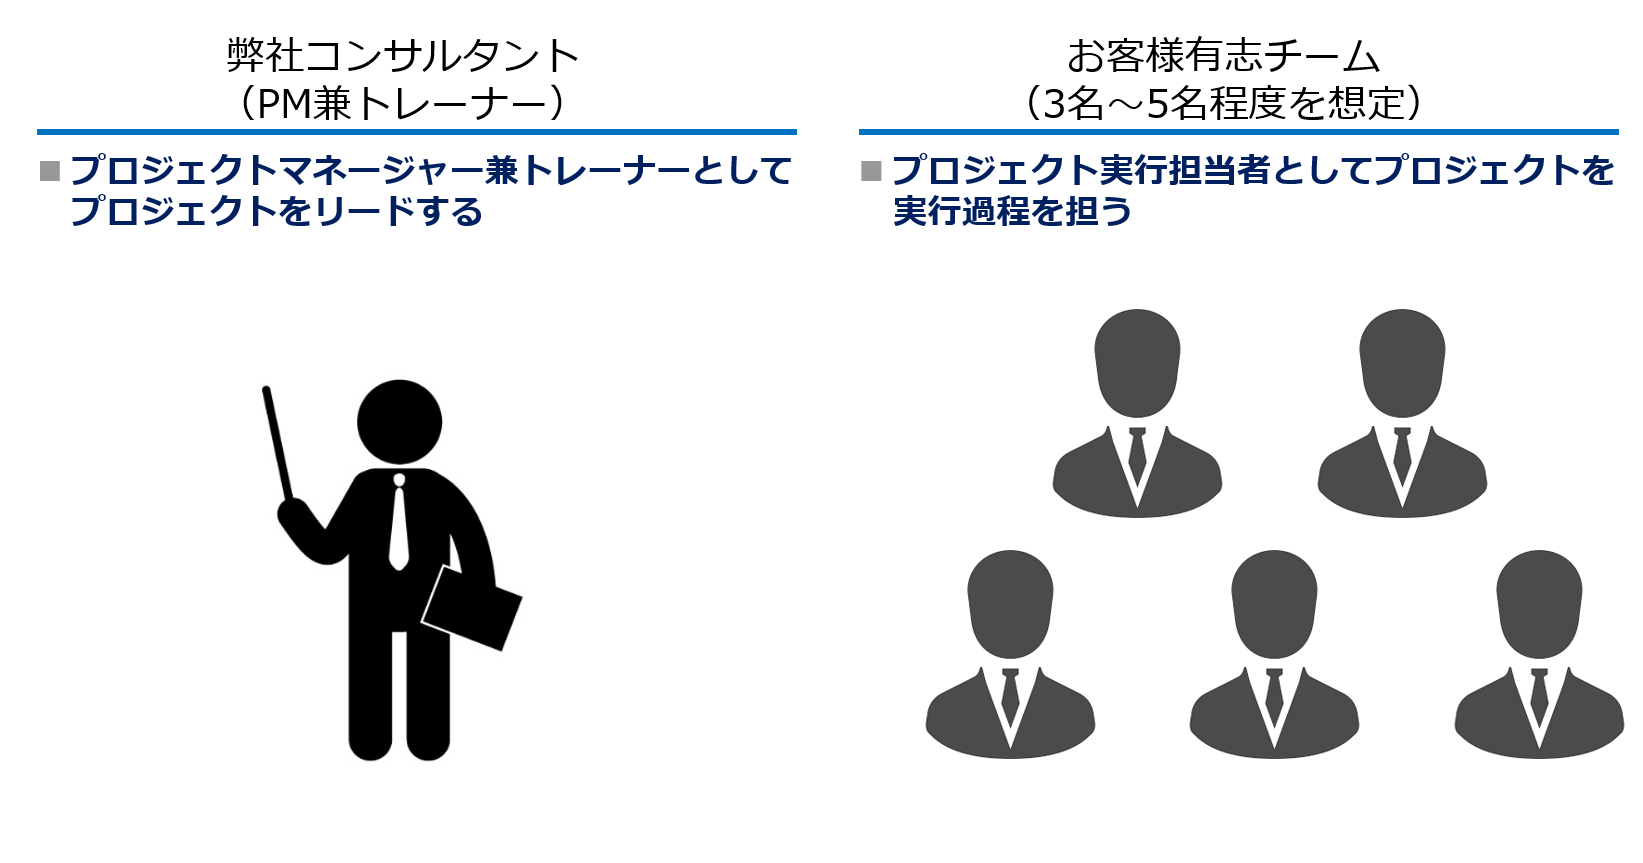 弊社コンサルタント
（PM兼トレーナー）
■ プロジェクトマネージャー兼トレーナーとして
プロジェクトをリードする
お客様有志チーム
（3名～5名程度を想定）
■ プロジェクト実行担当者としてプロジェクトを
実行過程を担う